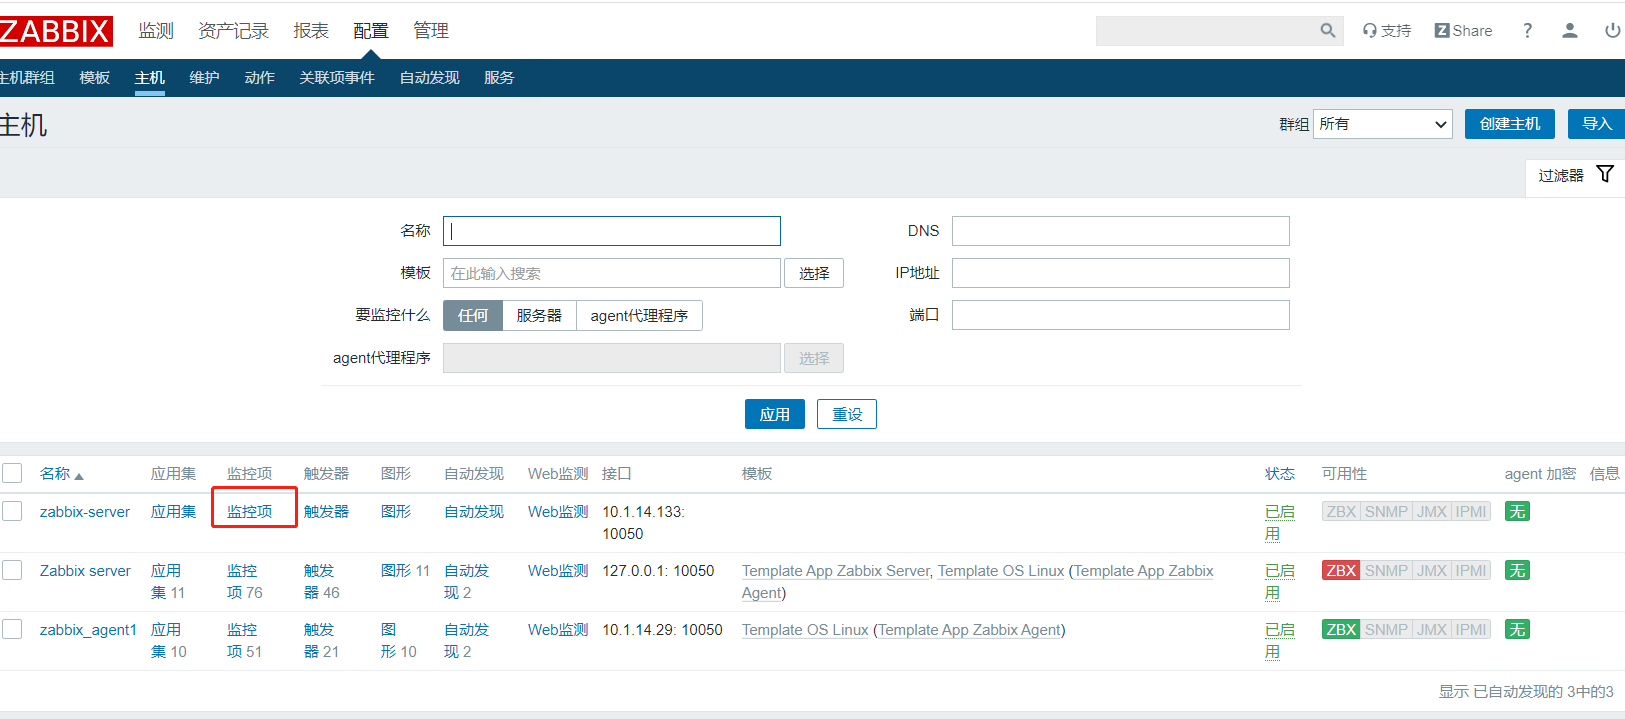 ZABBIX 监测 资产记录 报表 配置 管理 支持 Z Share ?
主机群组 模板 主机 维护 动作 关联项事件 自动发现 服务
主机 群组 所有 创建主机 导入
过滤器
名称 DNS
模板 在此输入搜索 选择 IP地址
要监控什么 任何 服务器 agent代理程序 端口
agent代理程序 选择
应用 重设
名称 应用集 监控项 触发器 图形 自动发现 Web监测 接口 模板 状态 可用性 agent 加密 信息
zabbix-server 应用集 监控项 触发器 图形 自动发现 Web监测 10.1.14.133: 已启 ZBX SNMP JMX IPMI 无
10050 用
Zabbix server 应用 监控 触发 图形 11 自动发 Web监测 127.0.0.1: 10050 Template App Zabbix Server, Template OS Linux (Template App Zabbix 已启 ZBX SNMP JMX IPMI 无
集 11 项 76 器 46 现 2 Agent) 用
zabbix_agent1 应用 监控 触发 图 自动发 Web监测 10.1.14.29: 10050 Template OS Linux (Template App Zabbix Agent) 已启 ZBX SNMP JMX IPMI 无
集 10 项 51 器 21 形 10 现 2 用
显示 已自动发现的 3中的3